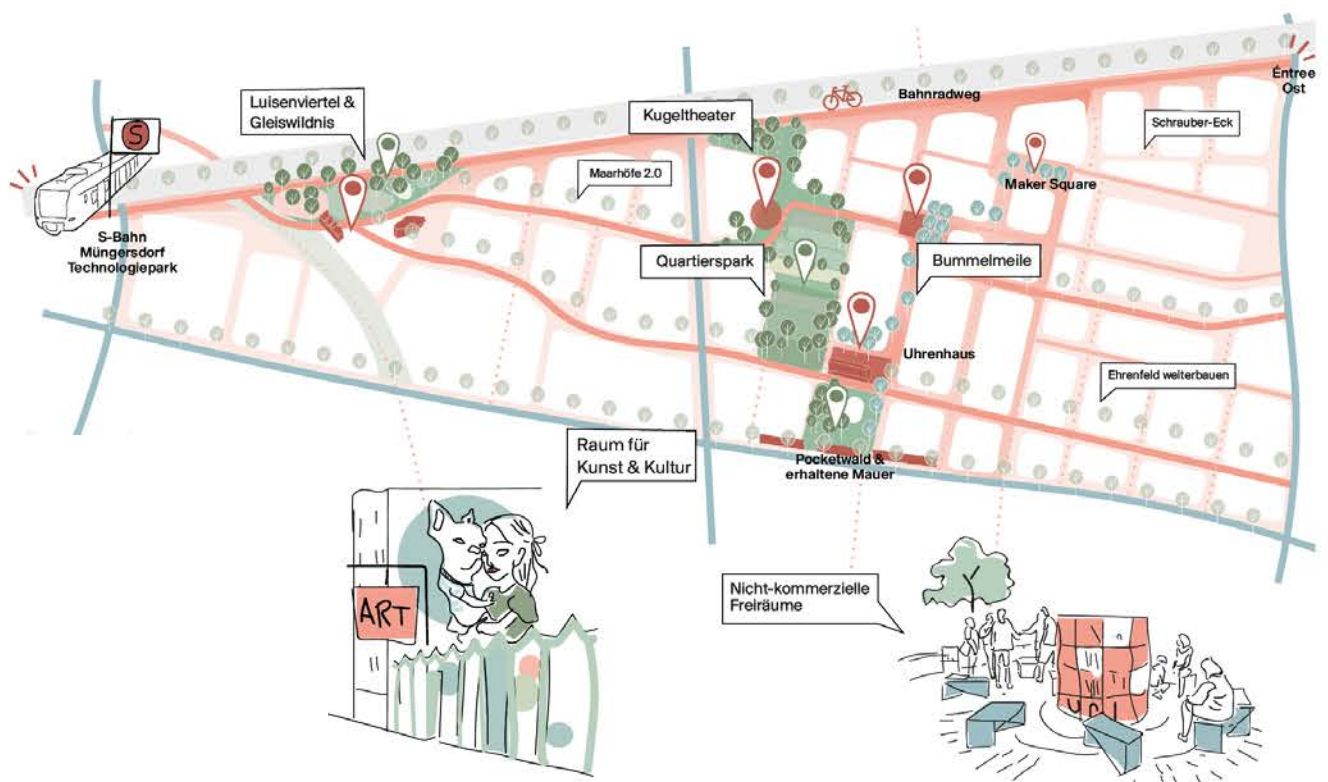 Luisenviertel &
Gleiswildnis
S
S-Bahn
Müngersdorf
Technologiepark
Maarhöfe 2.0
Kugeltheater
Bahnradweg
Éntree
Ost
Schrauber-Eck
Maker Square
Quartierspark
Bummelmeile
Uhrenhaus
Ehrenfeld weiterbauen
Pocketwald &
erhaltene Mauer
Raum für
Kunst & Kultur
ART
Nicht-kommerzielle
Freiräume